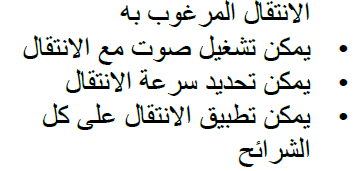 الانتقال المرغوب به
• يمكن تشغيل صوت مع الانتقال
• يمكن تحديد سرعة الانتقال
• يمكن تطبيق الانتقال على كل
الشرائح